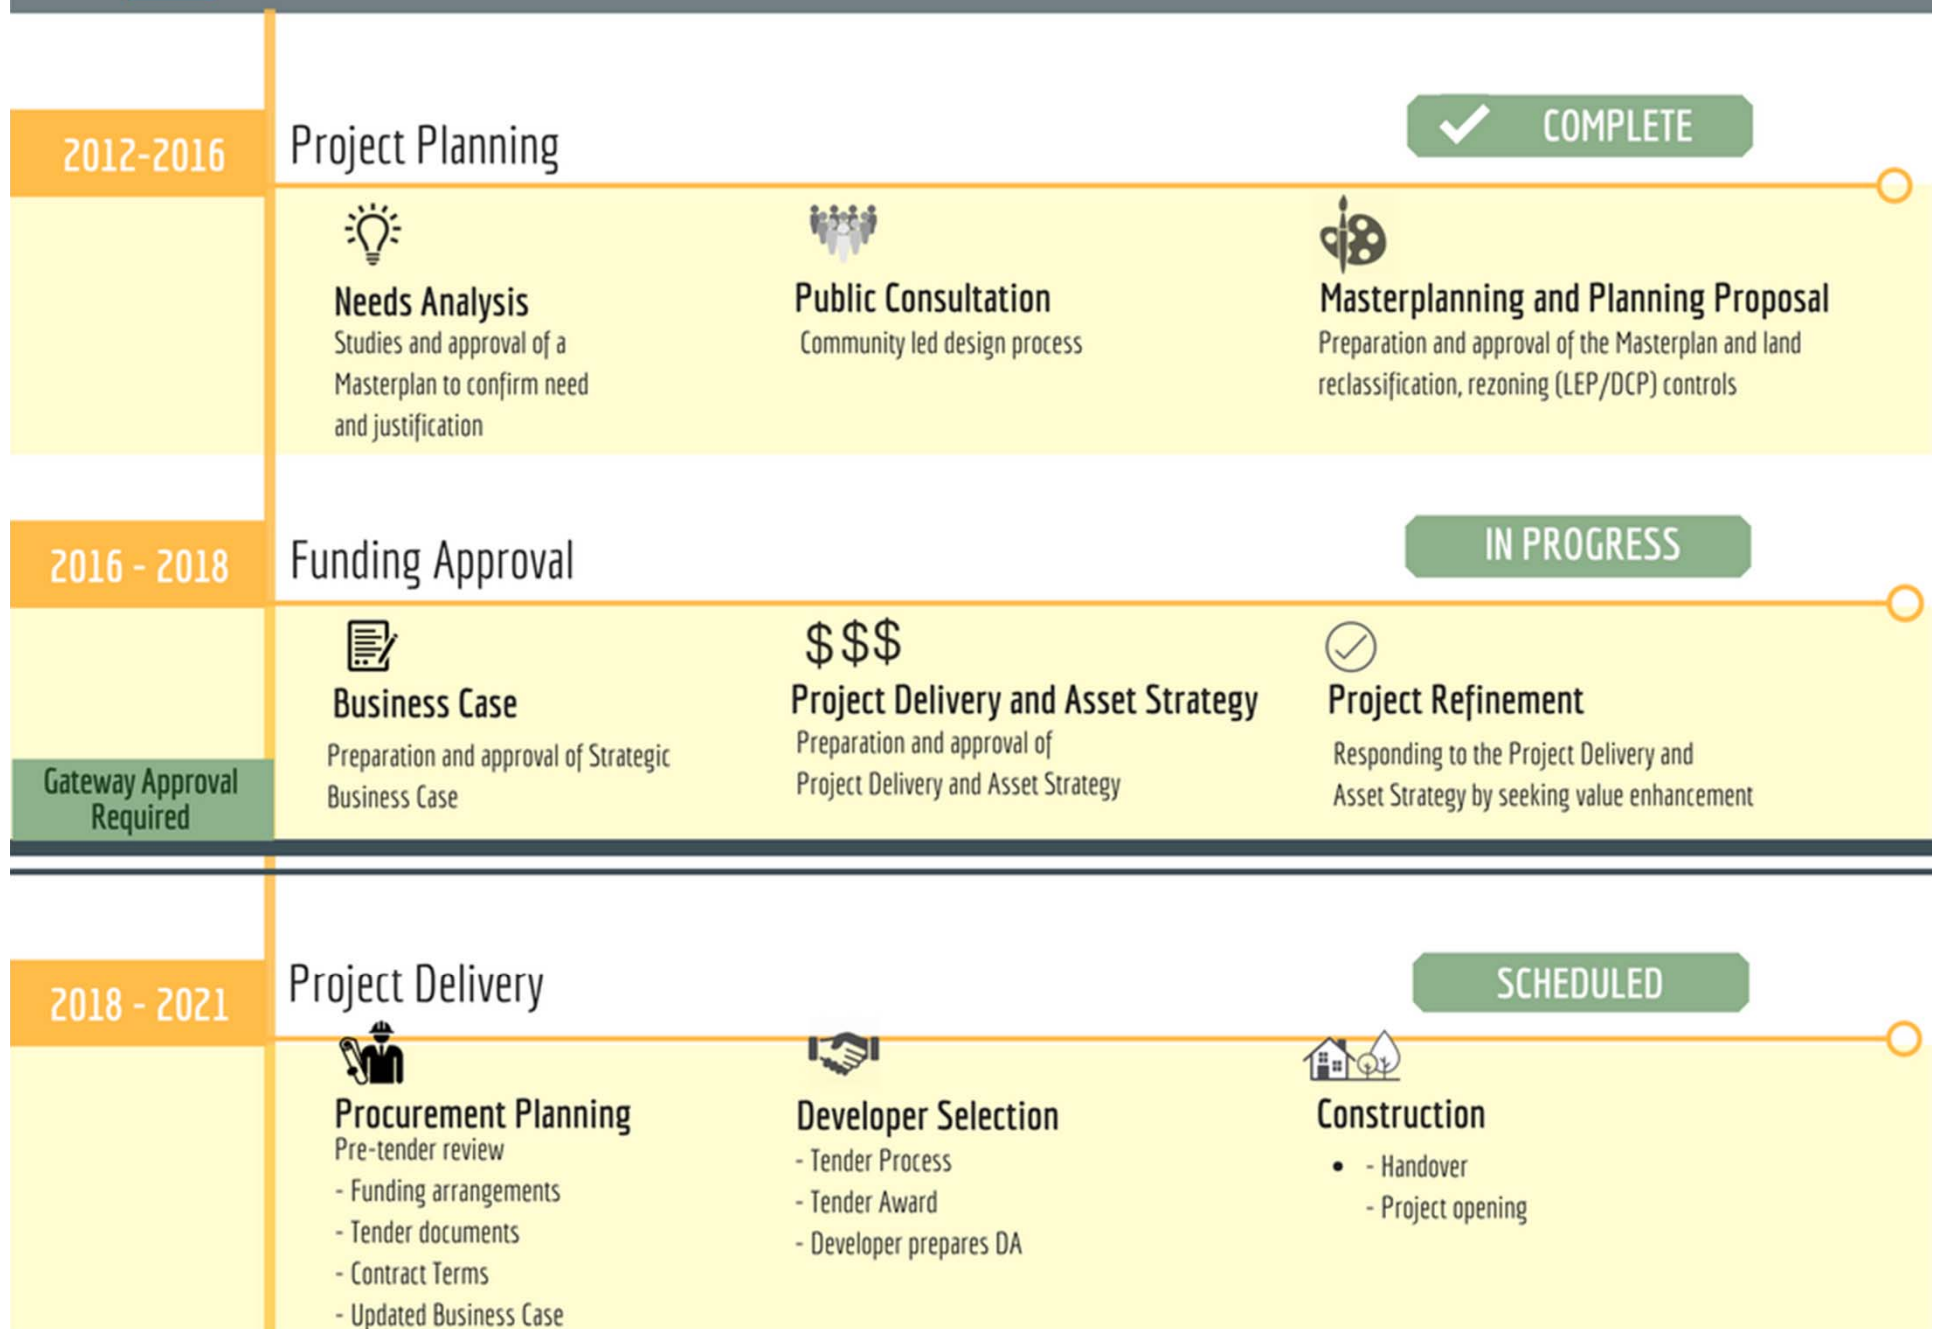 2012-2016
Project Planning
COMPLETE
Needs Analysis
Studies and approval of a
Masterplan to confirm need
and justification
Public Consultation
Community led design process
Masterplanning and Planning Proposal
Preparation and approval of the Masterplan and land
reclassification, rezoning (LEP/DCP) controls
2016 - 2018
Funding Approval
IN PROGRESS
Business Case
Preparation and approval of Strategic
Business Case
$$$
Project Delivery and Asset Strategy
Preparation and approval of
Project Delivery and Asset Strategy
Project Refinement
Responding to the Project Delivery and
Asset Strategy by seeking value enhancement
Gateway Approval
Required
2018 - 2021
Project Delivery
SCHEDULED
Procurement Planning
Pre-tender review
- Funding arrangements
- Tender documents
- Contract Terms
- Updated Business Case
Developer Selection
- Tender Process
- Tender Award
- Developer prepares DA
Construction
• - Handover
- Project opening